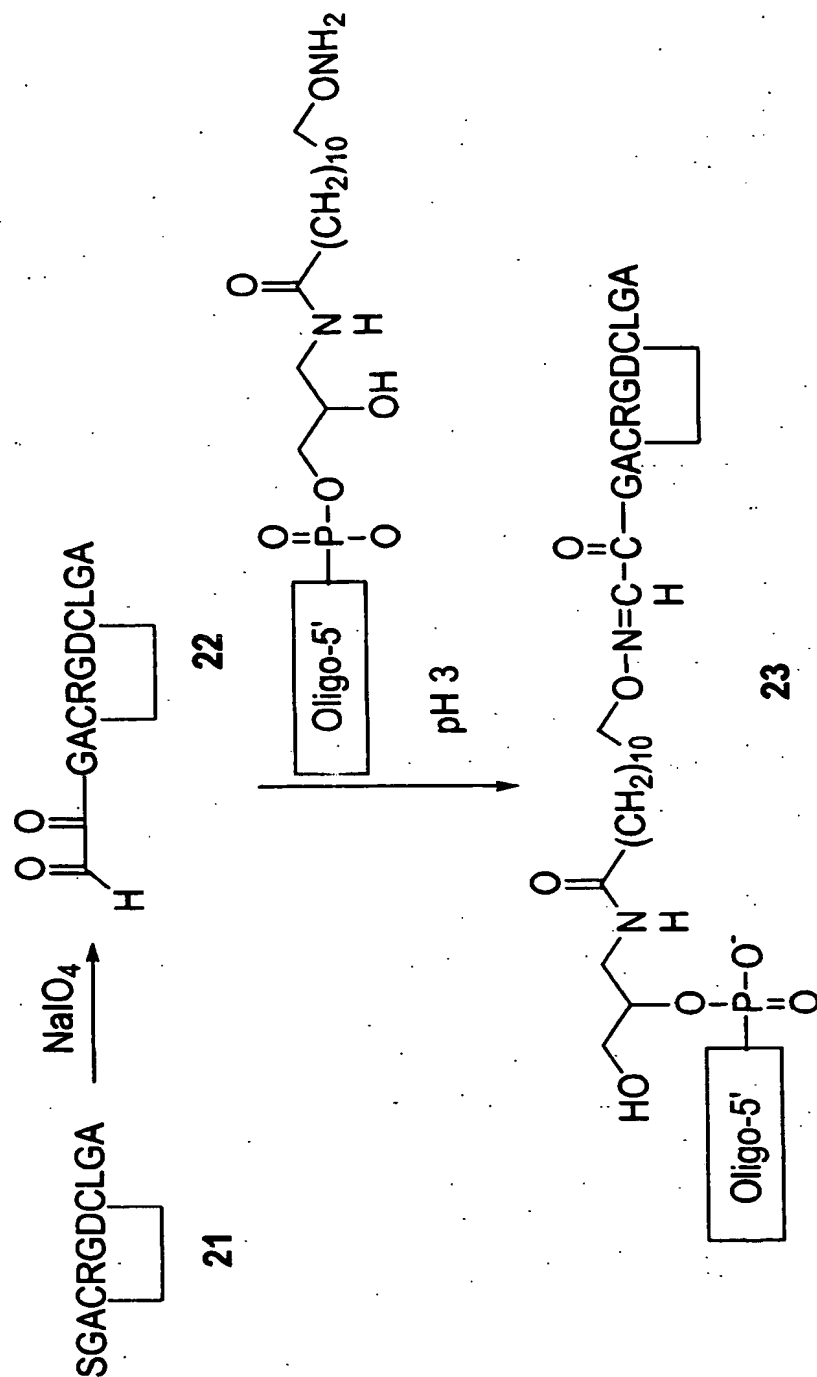 SGACRGDCLGA
21
NaIO4
O O
H
GACRGDCLGA
22
Oligo-5'
O
P
O
O
OH
N
H
O
(CH2)10
ONH2
pH 3
Oligo-5'
P
O
O-
O
HO
N
H
O
(CH2)10
O-N=C-C-GACRGDCLGA
H
O
23